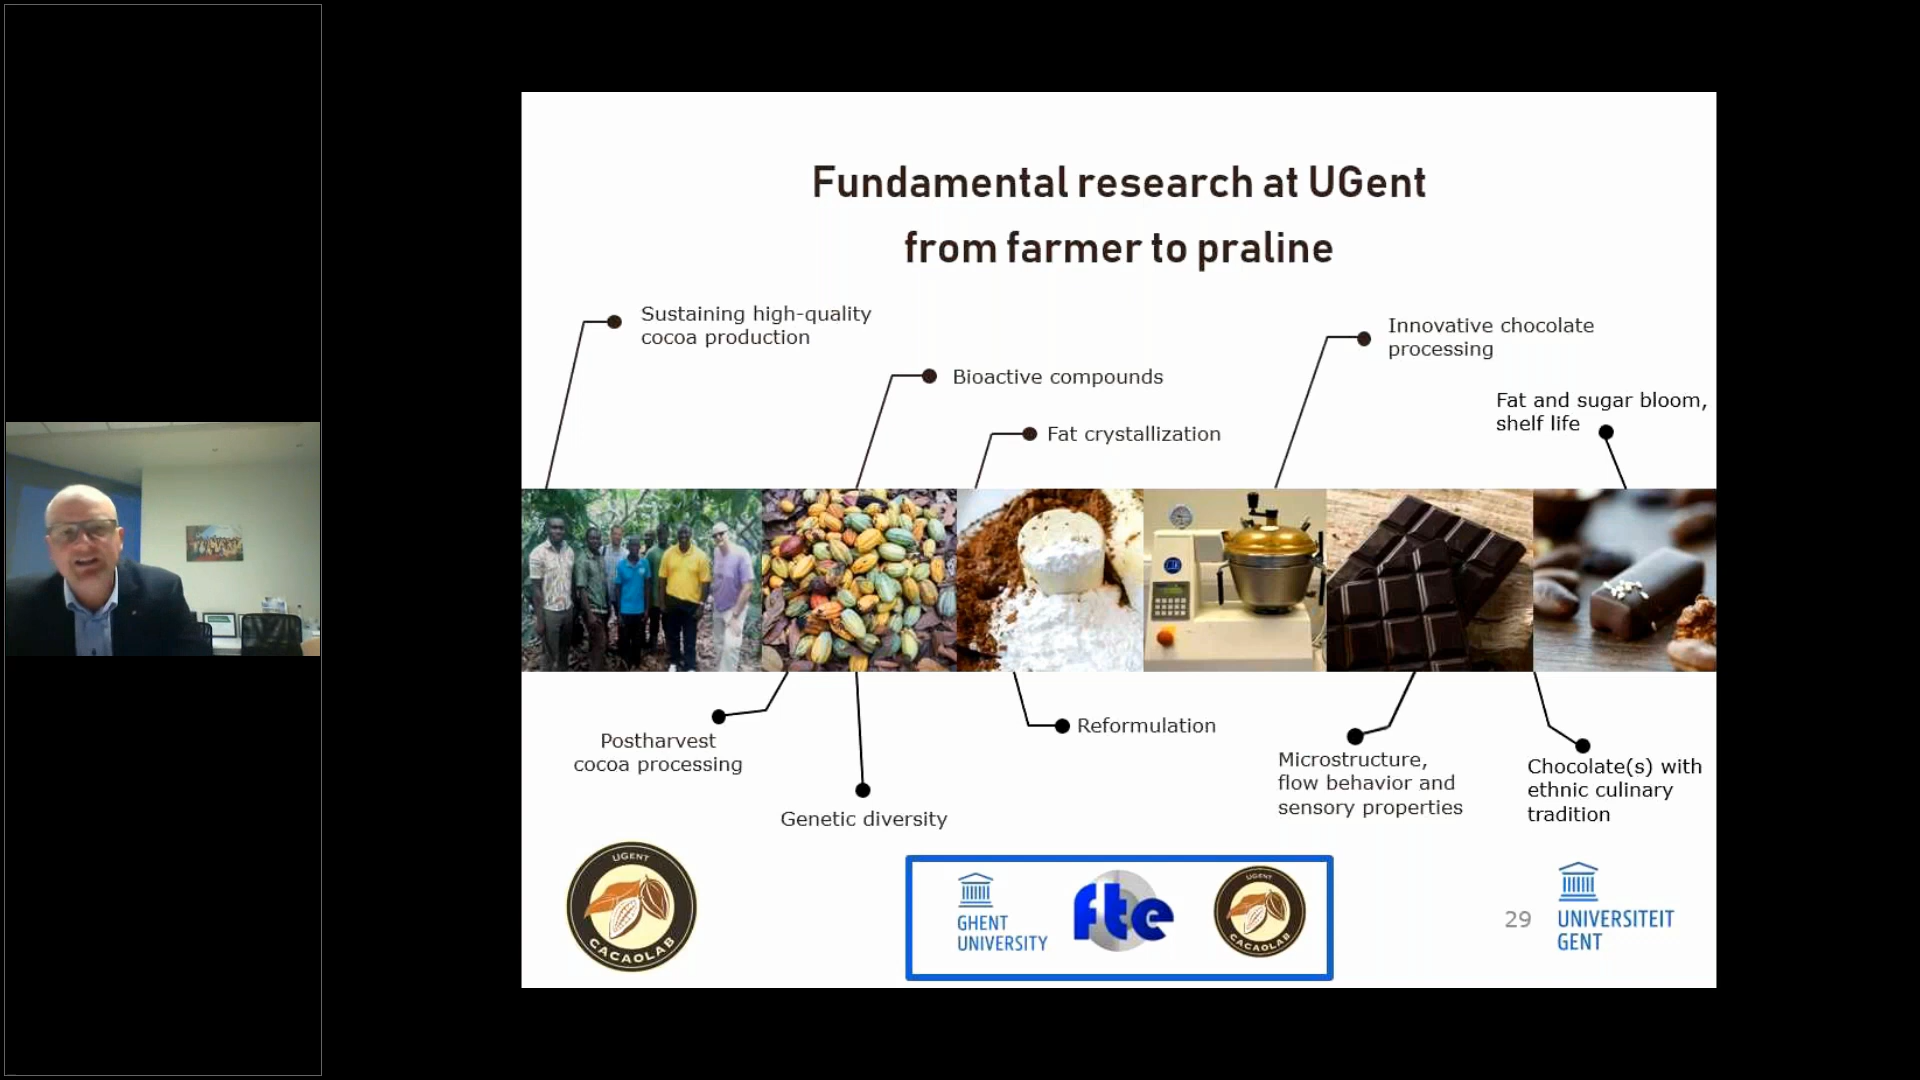 Fundamental research at UGent
from farmer to praline
Sustaining high-quality
cocoa production
Bioactive compounds
Fat crystallization
Innovative chocolate
processing
Fat and sugar bloom,
shelf life
Postharvest
cocoa processing
Genetic diversity
Reformulation
Microstructure,
flow behavior and
sensory properties
Chocolate(s) with
ethnic culinary
tradition
UGENT
CACAOLAB
GHENT
UNIVERSITY
fte
UGENT
CACAOLAB
29
UNIVERSITEIT
GENT